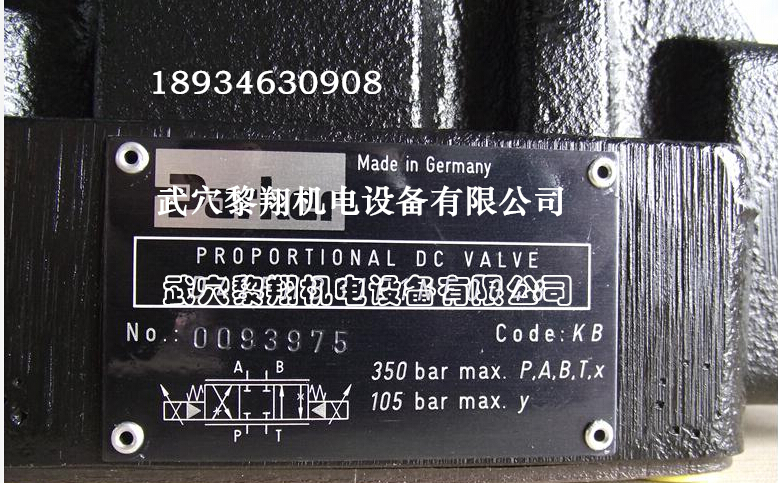 18934630908
Made in Germany
Parker
武穴黎翔机电设备有限公司
PROPORTIONAL DC VALVE
武穴黎翔机电设备有限公司
No.: 0093975 Code: KB
A B
350 bar max. P,A,B,T,x
105 bar max. y
P T